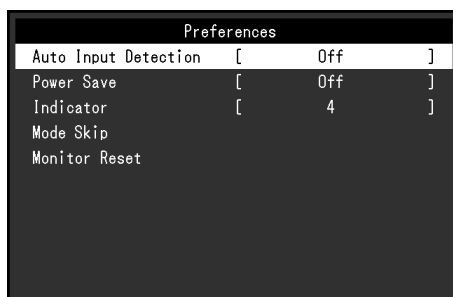 Preferences
Auto Input Detection [ Off ]
Power Save [ Off ]
Indicator [ 4 ]
Mode Skip
Monitor Reset